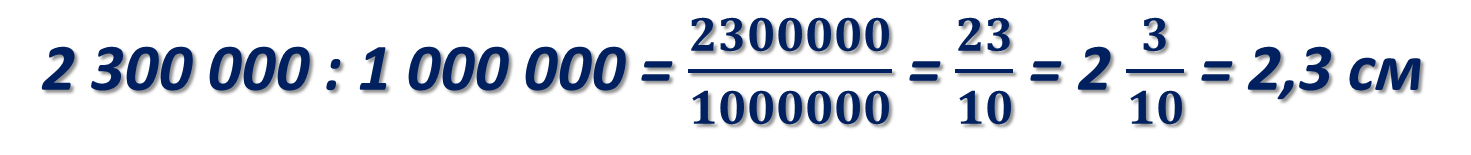 2 300 000 : 1 000 000 = 2300000/1000000 = 23/10 = 2 3/10 = 2,3 см